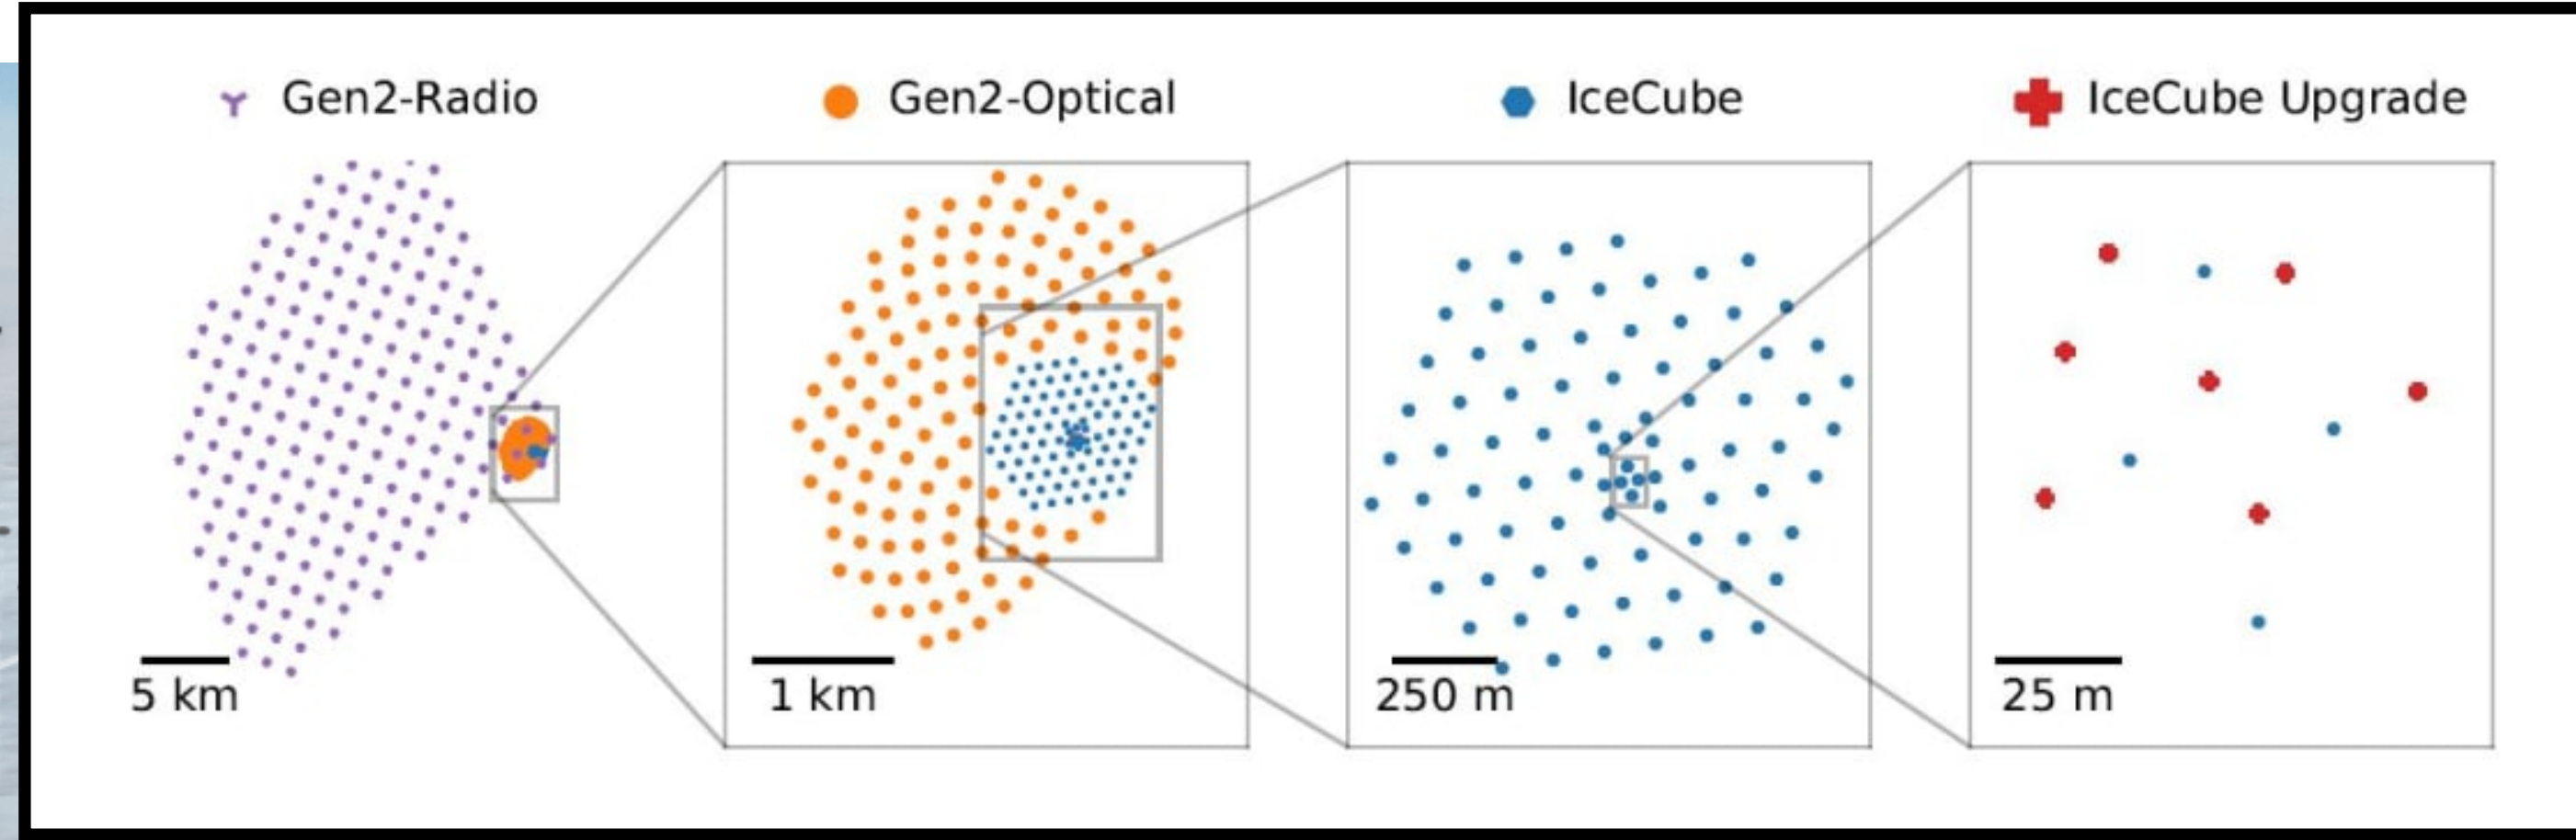 Gen2-Radio
Gen2-Optical
IceCube
IceCube Upgrade
5 km
1 km
250 m
25 m